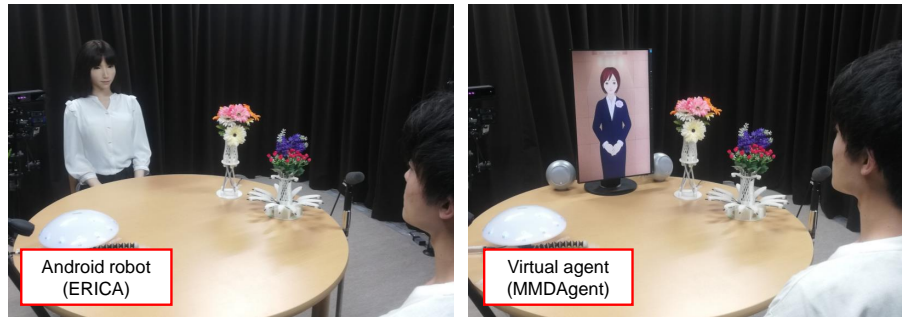 Android robot
(ERICA)
Virtual agent
(MMDAgent)